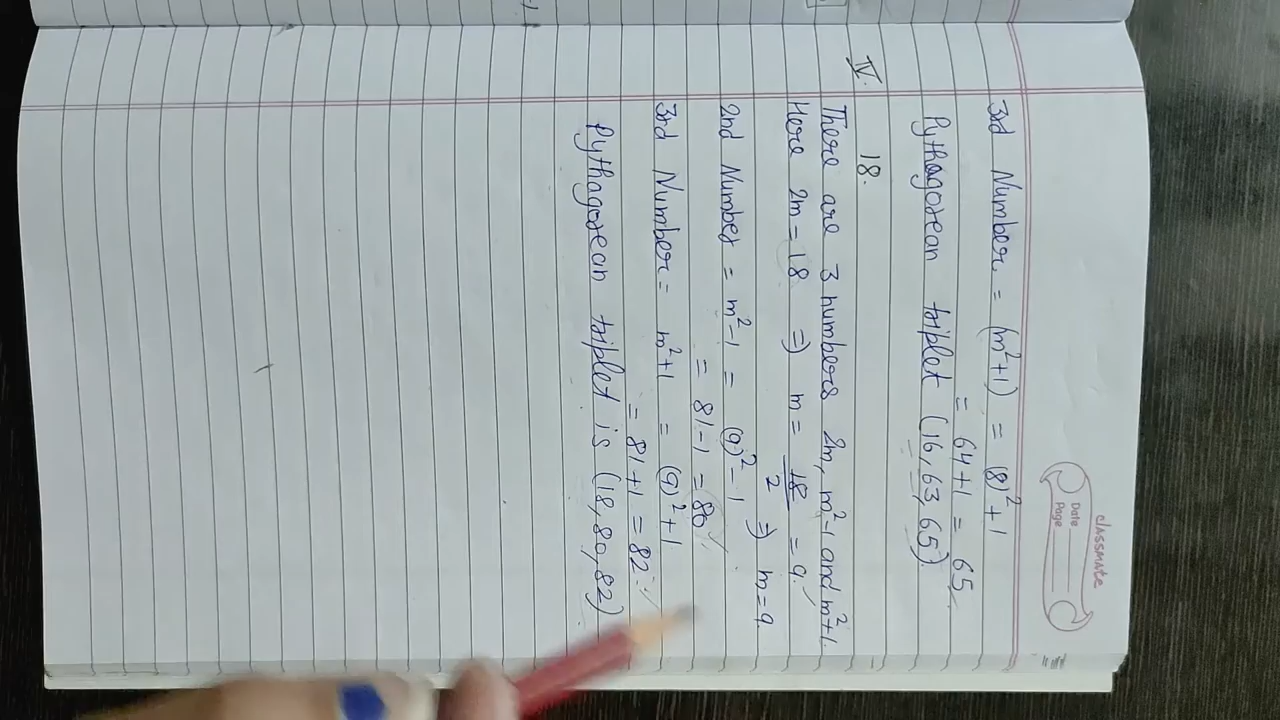 classmate
Date
Page
3rd Number = (m²+1) = (8)²+1
= 64+1 = 65
Pythagorean triplet (16,63,65)
IV. 18.
There are 3 numbers 2m, m²-1 and m²+1.
Here 2m = 18 ⇒ m = 18/2 = 9.
⇒ m=9
2nd Number = m²-1 = (9)²-1
= 81-1 = 80
3rd Number = m²+1 = (9)²+1
= 81+1 = 82
Pythagorean triplet is (18,80,82)